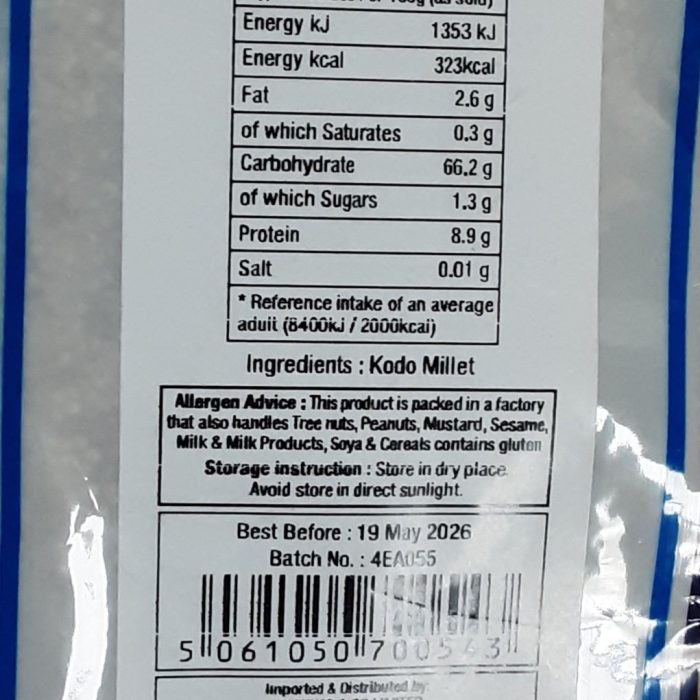 Energy kJ 1353 kJ
Energy kcal 323kcal
Fat 2.6 g
of which Saturates 0.3 g
Carbohydrate 66.2 g
of which Sugars 1.3 g
Protein 8.9 g
Salt 0.01 g
* Reference intake of an average
adult (8400kJ / 2000kcal)
Ingredients : Kodo Millet
Allergen Advice : This product is packed in a factory
that also handles Tree nuts, Peanuts, Mustard, Sesame,
Milk & Milk Products, Soya & Cereals contains gluten
Storage instruction : Store in dry place.
Avoid store in direct sunlight.
Best Before : 19 May 2026
Batch No. : 4EA055
5 061050 700543
Imported & Distributed by: